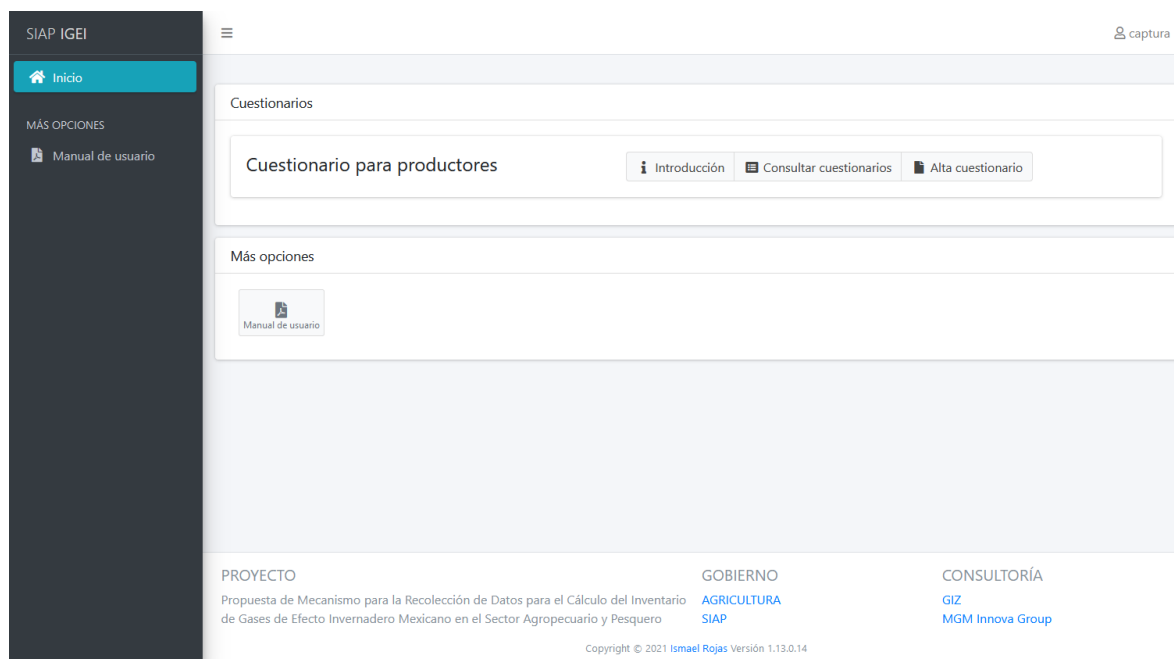 SIAP IGEI
captura
Inicio
MÁS OPCIONES
Manual de usuario
Cuestionarios
Cuestionario para productores
Introducción
Consultar cuestionarios
Alta cuestionario
Más opciones
Manual de usuario
PROYECTO
Propuesta de Mecanismo para la Recolección de Datos para el Cálculo del Inventario
de Gases de Efecto Invernadero Mexicano en el Sector Agropecuario y Pesquero
GOBIERNO
AGRICULTURA
SIAP
CONSULTORÍA
GIZ
MGM Innova Group
Copyright © 2021 Ismael Rojas Versión 1.13.0.14